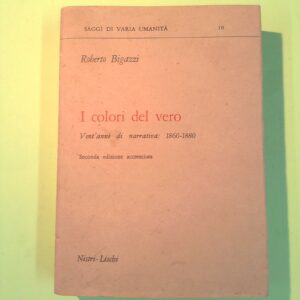 SAGGI DI VARIA UMANITÀ 10
Roberto Bigazzi
I colori del vero
Vent'anni di narrativa: 1860-1880
Seconda edizione accresciuta
Nistri-Lischi